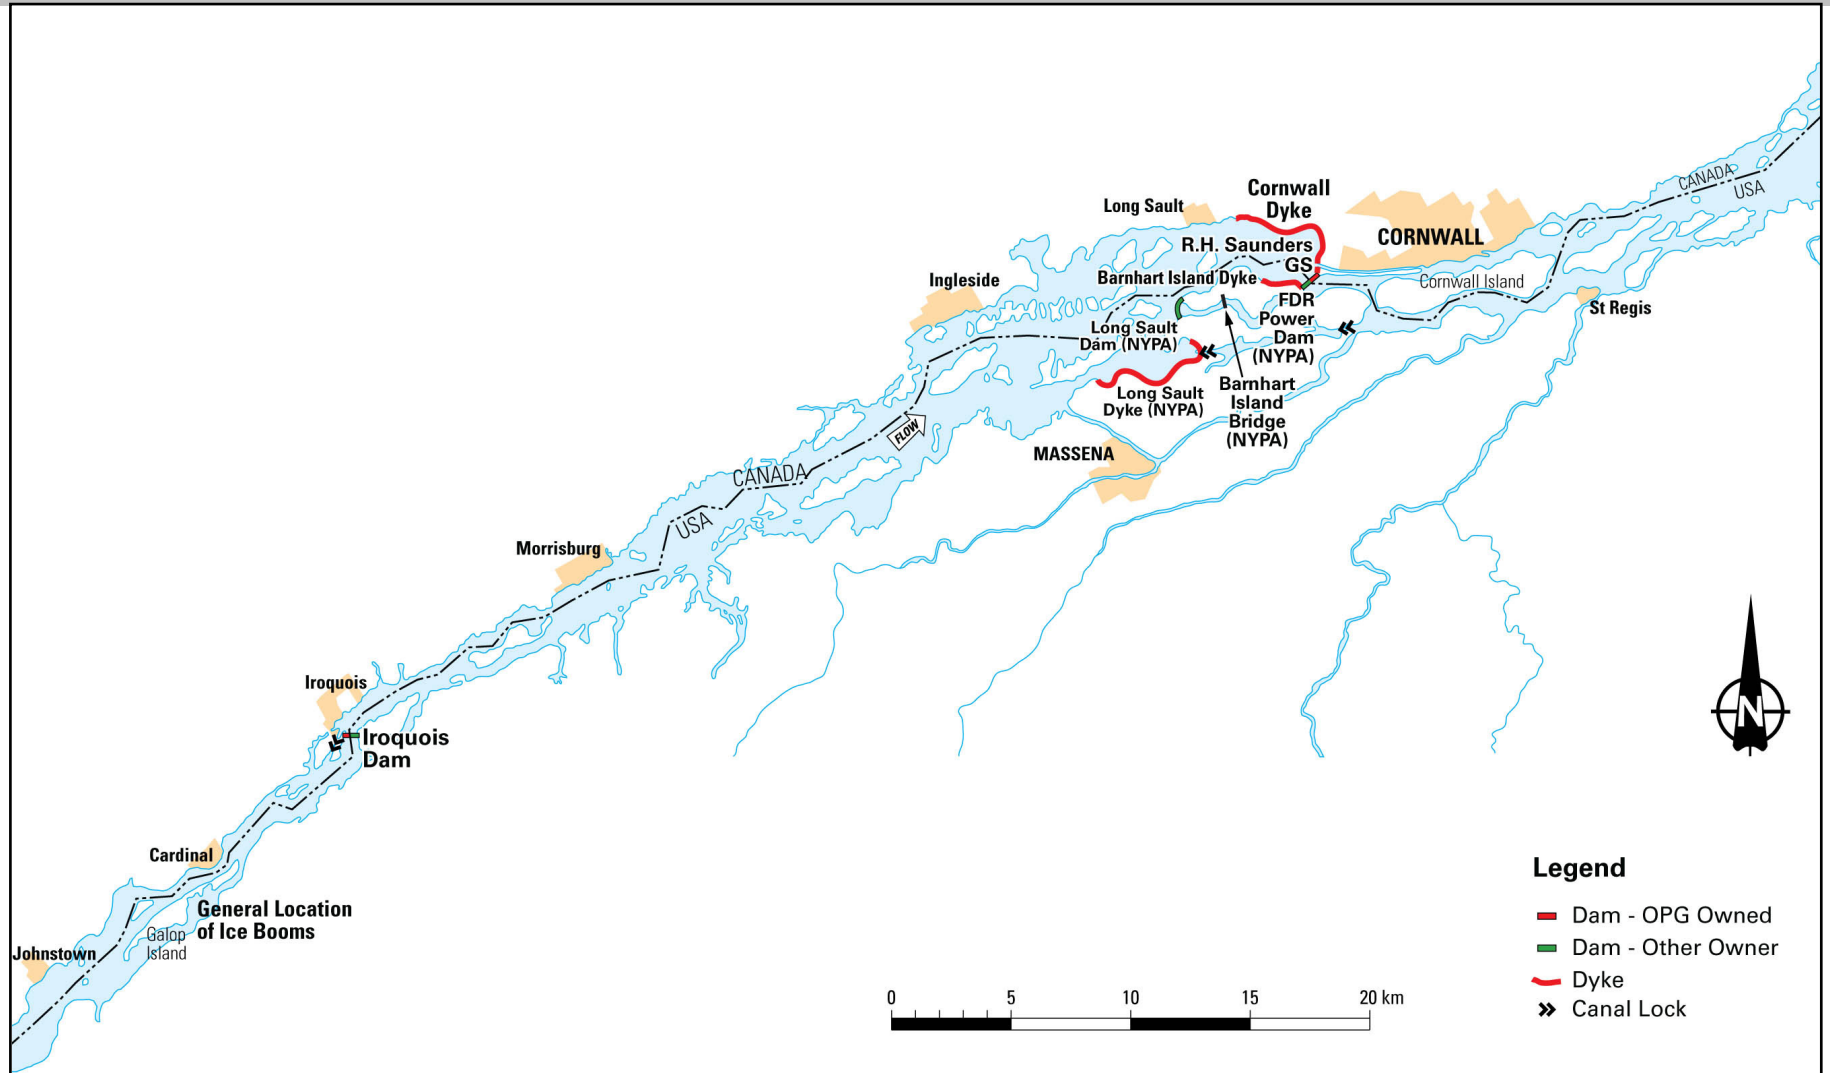 CANADA
USA
Cornwall
Dyke
Long Sault
R.H. Saunders
GS
CORNWALL
Barnhart Island Dyke
Cornwall Island
Ingleside
FDR
Power
Dam
(NYPA)
St Regis
Long Sault
Dam (NYPA)
Long Sault
Dyke (NYPA)
Barnhart
Island
Bridge
(NYPA)
FLOW
MASSENA
CANADA
USA
Morrisburg
Iroquois
Iroquois
Dam
N
Cardinal
General Location
of Ice Booms
Galop
Island
Johnstown
Legend
Dam - OPG Owned
Dam - Other Owner
Dyke
Canal Lock
0 5 10 15 20 km